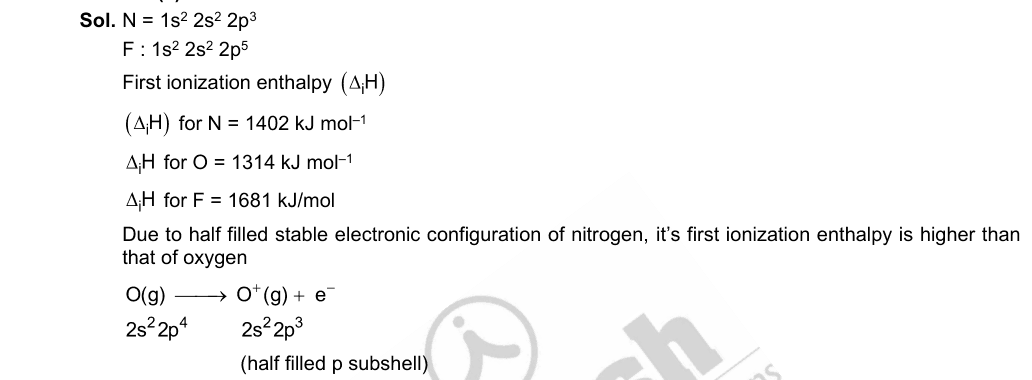 Sol. N = 1s² 2s² 2p³
F : 1s² 2s² 2p⁵
First ionization enthalpy (ΔᵢH)
(ΔᵢH) for N = 1402 kJ mol⁻¹
ΔᵢH for O = 1314 kJ mol⁻¹
ΔᵢH for F = 1681 kJ/mol
Due to half filled stable electronic configuration of nitrogen, it's first ionization enthalpy is higher than
that of oxygen
O(g) ⟶ O⁺(g) + e⁻
2s²2p⁴ 2s²2p³
(half filled p subshell)